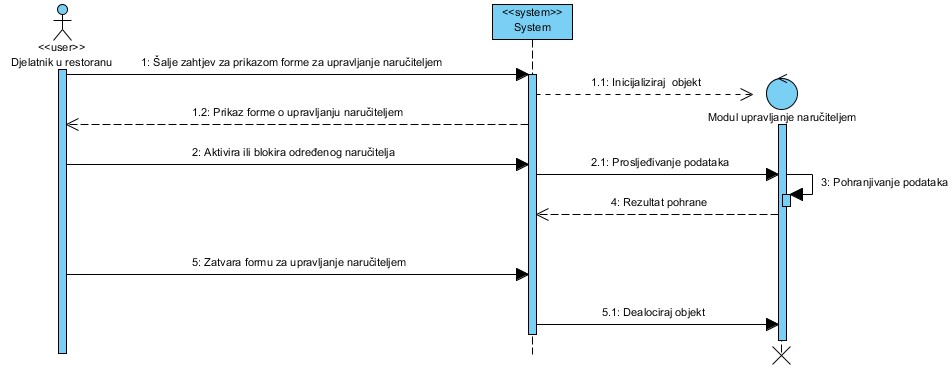 <<system>>
System
<<user>>
Djelatnik u restoranu
1: Šalje zahtjev za prikazom forme za upravljanje naručiteljem
1.1: Inicijaliziraj objekt
1.2: Prikaz forme o upravljanju naručiteljem
Modul upravljanje naručiteljem
2: Aktivira ili blokira određenog naručitelja
2.1: Prosljeđivanje podataka
3: Pohranjivanje podataka
4: Rezultat pohrane
5: Zatvara formu za upravljanje naručiteljem
5.1: Dealociraj objekt